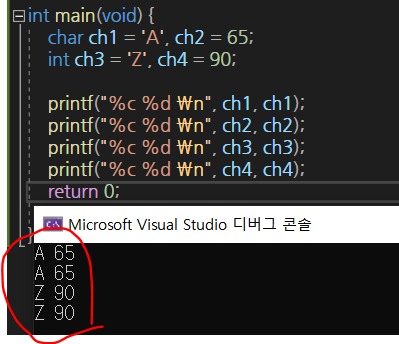 int main(void) {
char ch1 = 'A', ch2 = 65;
int ch3 = 'Z', ch4 = 90;
printf("%c %d ₩n", ch1, ch1);
printf("%c %d ₩n", ch2, ch2);
printf("%c %d ₩n", ch3, ch3);
printf("%c %d ₩n", ch4, ch4);
return 0;
}
Microsoft Visual Studio 디버그 콘솔
A 65
A 65
Z 90
Z 90